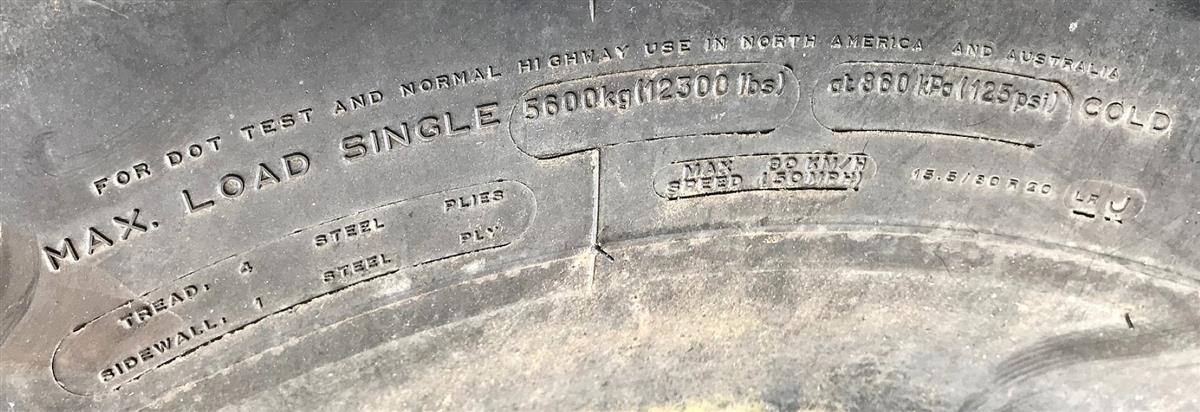 FOR DOT TEST AND NORMAL HIGHWAY USE IN NORTH AMERICA AND AUSTRALIA
MAX. LOAD SINGLE 5600kg(12300 lbs) at 860 kPa(125psi) COLD
MAX. SPEED 80 KM/H (50MPH)
15.5/80 R 20 LR J
TREAD. 4 STEEL PLIES
SIDEWALL. 1 STEEL PLY